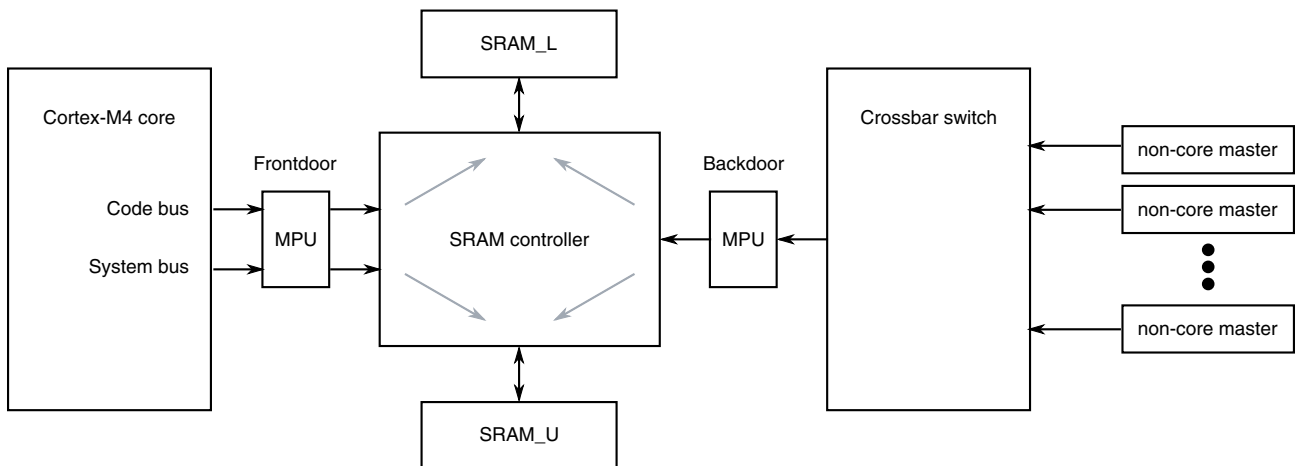 SRAM_L
Cortex-M4 core
Crossbar switch
Frontdoor
Backdoor
non-core master
Code bus
MPU
SRAM controller
MPU
non-core master
System bus
non-core master
SRAM_U